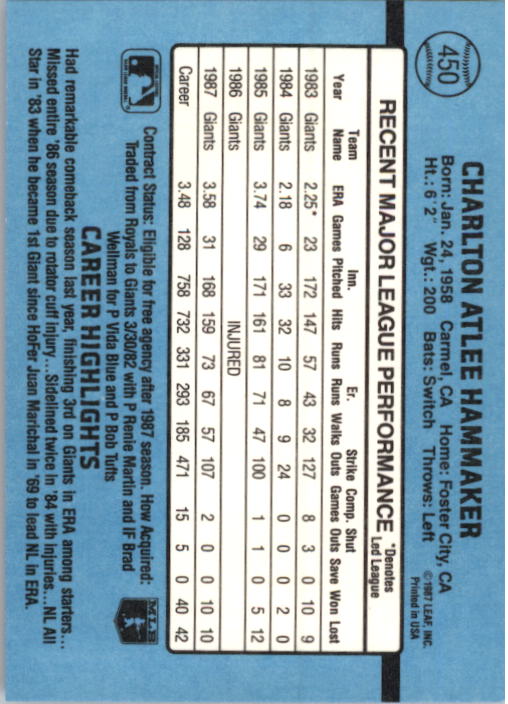 450
CHARLTON ATLEE HAMMAKER
Born: Jan. 24, 1958 Carmel, CA Home: Foster City, CA
Ht.: 6'2" Wgt.: 200 Bats: Switch Throws: Left
©1987 LEAF, INC.
Printed in USA
RECENT MAJOR LEAGUE PERFORMANCE *Denotes Led League
Team Inn. Er. Strike Comp. Shut
Year Name ERA Games Pitched Hits Runs Runs Walks Outs Games Outs Save Won Lost
1983 Giants 2.25* 23 172 147 57 43 32 127 8 3 0 10 9
1984 Giants 2.18 6 33 32 10 8 9 24 0 0 0 2 0
1985 Giants 3.74 29 171 161 81 71 47 100 1 1 0 5 12
1986 Giants INJURED
1987 Giants 3.58 31 168 159 73 67 57 107 2 0 0 10 10
Career 3.48 128 758 732 331 293 185 471 15 5 0 40 42
Contract Status: Eligible for free agency after 1987 season. How Acquired:
Traded from Royals to Giants 3/30/82 with P Renie Martin and IF Brad
Wellman for P Vida Blue and P Bob Tufts
MLB
CAREER HIGHLIGHTS
Had remarkable comeback season last year, finishing 3rd on Giants in ERA among starters...
Missed entire '86 season due to rotator cuff injury...Sidelined twice in '84 with injuries...NL All
Star in '83 when he became 1st Giant since HoFer Juan Marichal in '69 to lead NL in ERA.